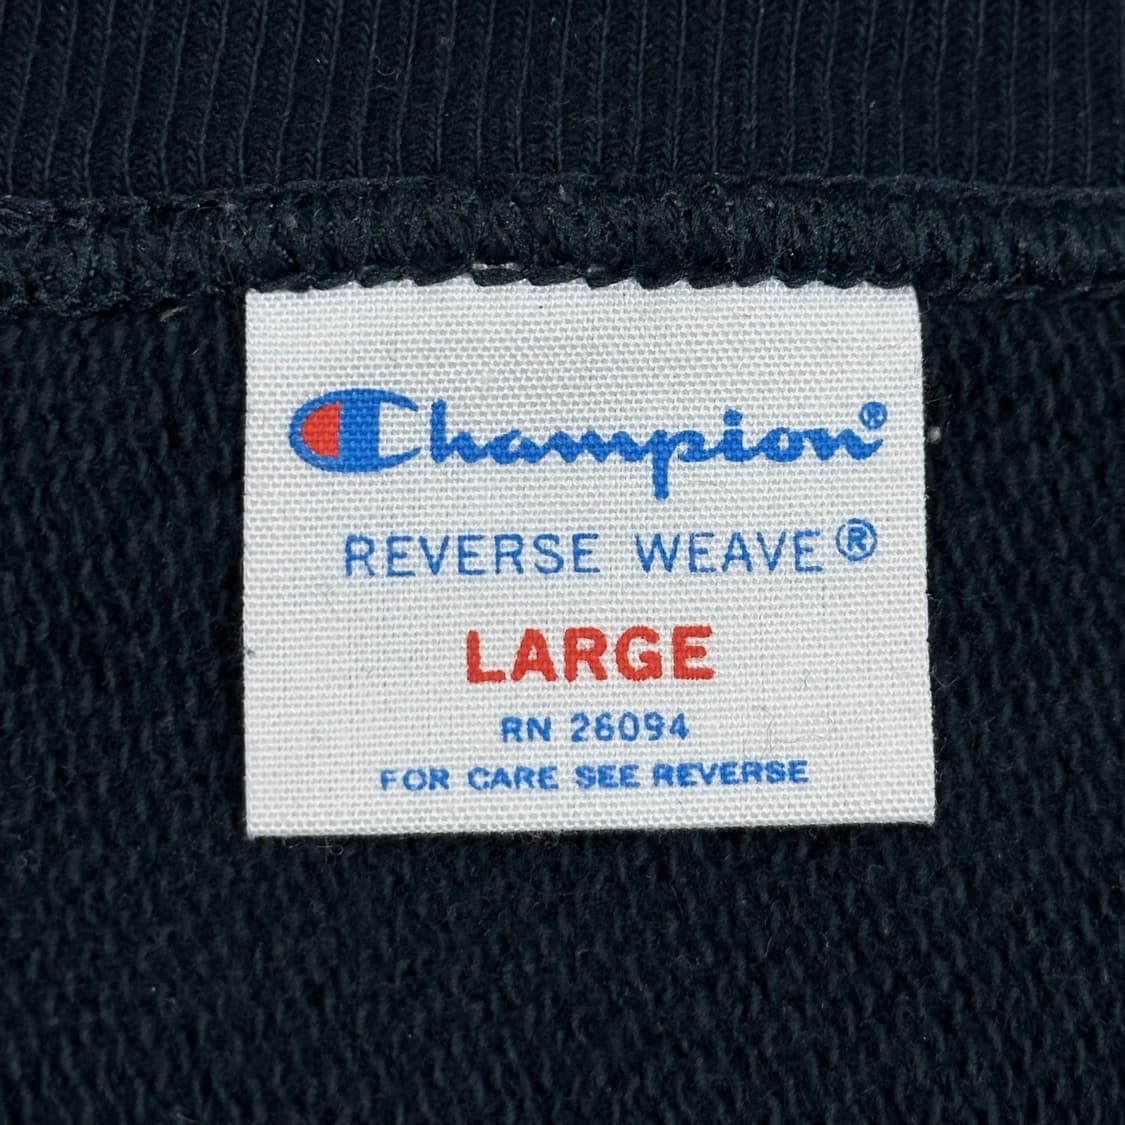 Champion®
REVERSE WEAVE®
LARGE
RN 26094
FOR CARE SEE REVERSE